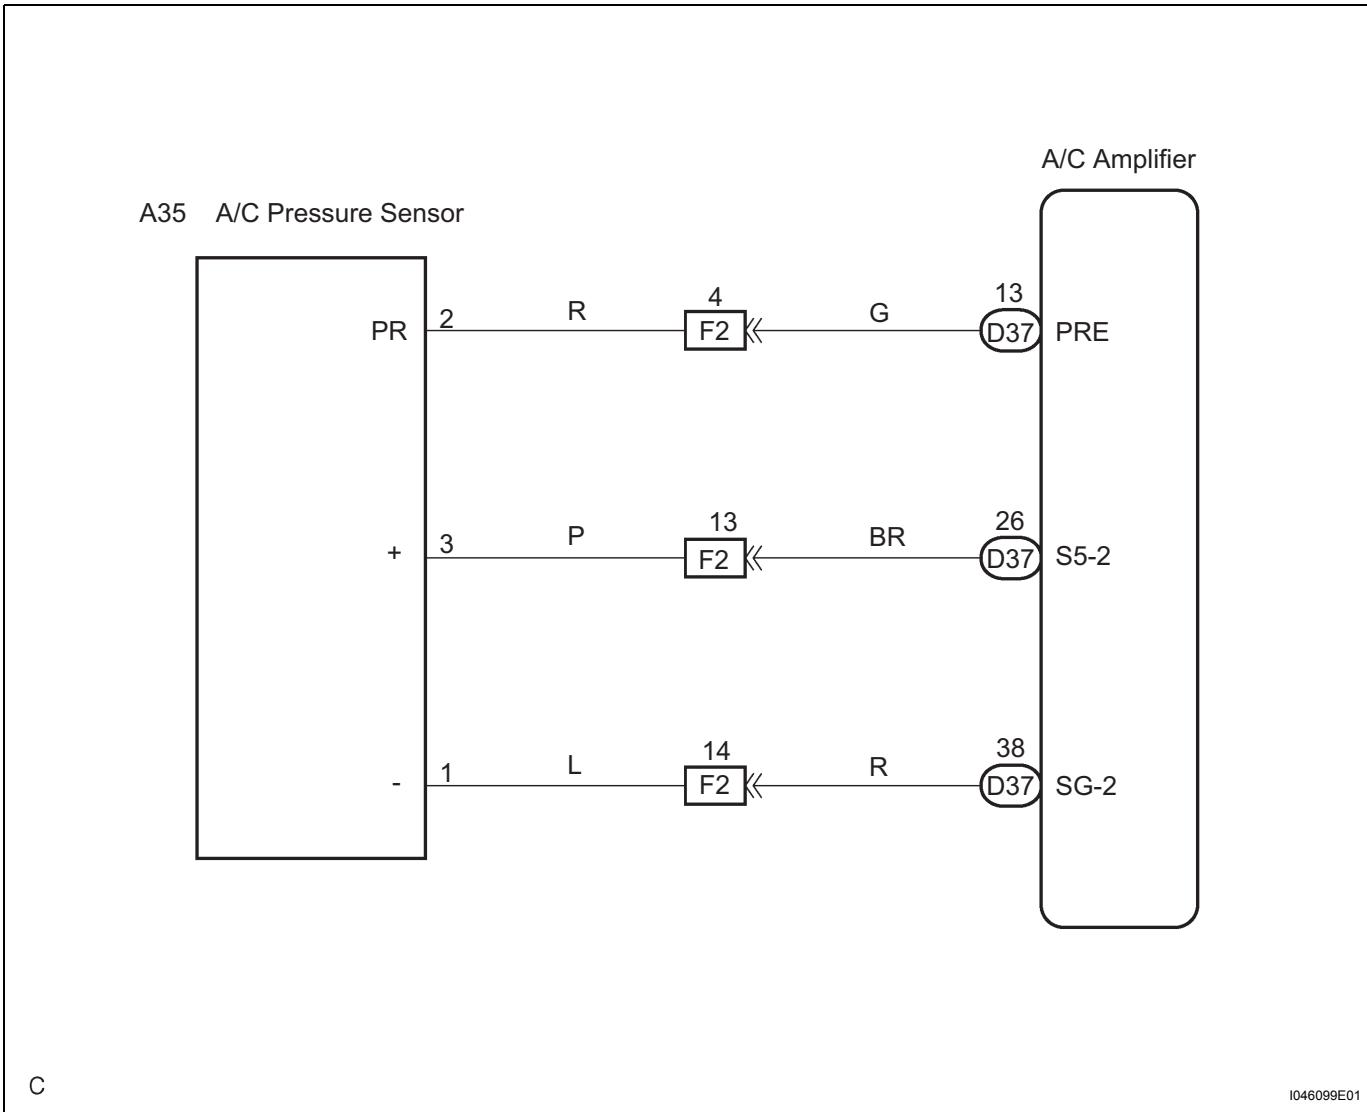 A/C Amplifier
A35 A/C Pressure Sensor
PR 2 R 4 F2 G 13 D37 PRE
+ 3 P 13 F2 BR 26 D37 S5-2
- 1 L 14 F2 R 38 D37 SG-2
C
I046099E01